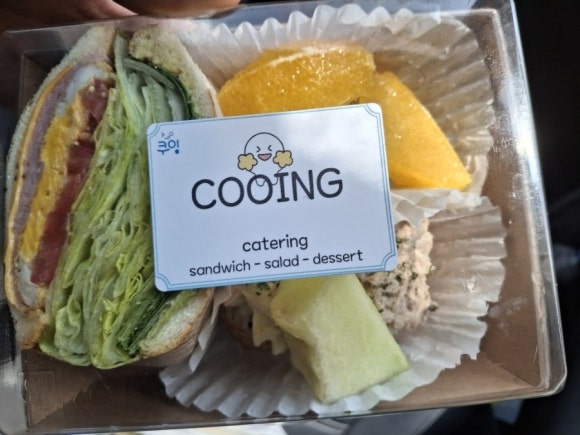 쿠잉
COOING
catering
sandwich - salad - dessert